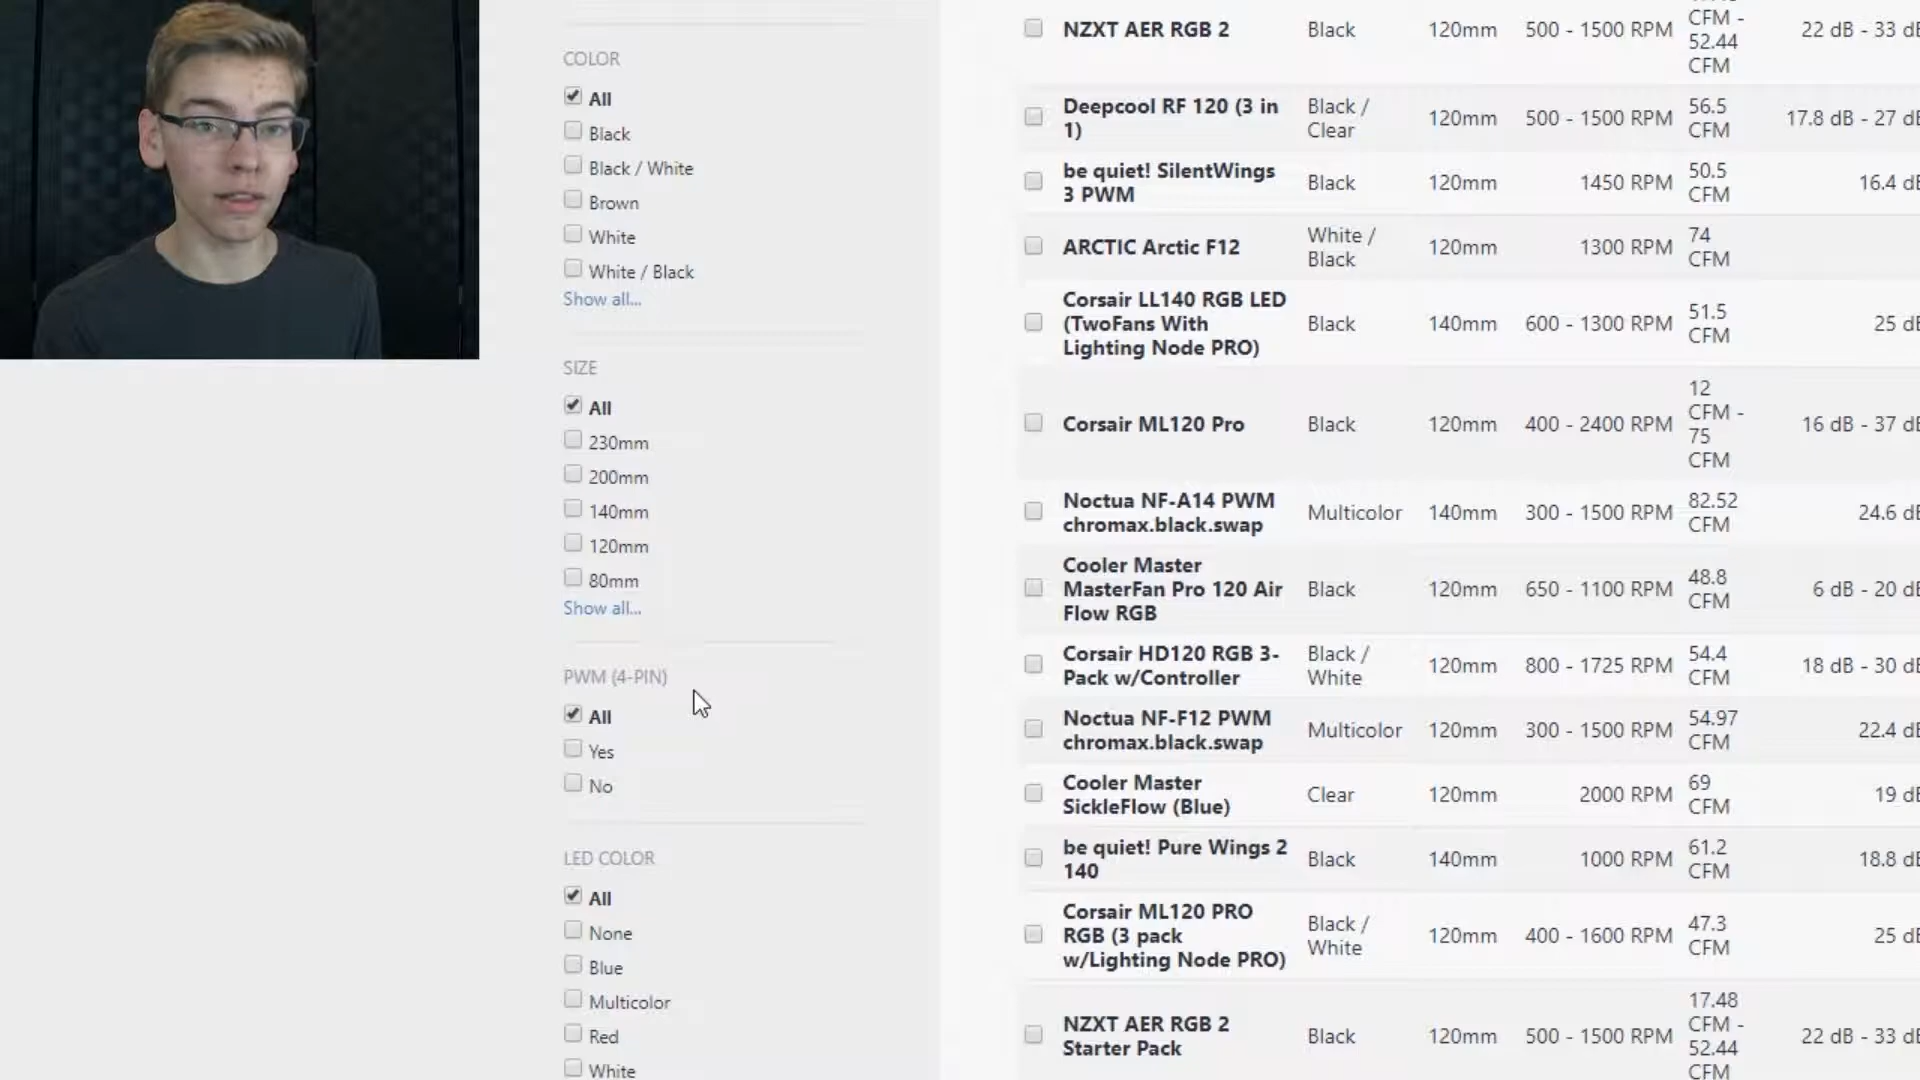 COLOR
All
Black
Black / White
Brown
White
White / Black
Show all...
SIZE
All
230mm
200mm
140mm
120mm
80mm
Show all...
PWM (4-PIN)
All
Yes
No
LED COLOR
All
None
Blue
Multicolor
Red
White
NZXT AER RGB 2 Black 120mm 500 - 1500 RPM
CFM -
52.44
CFM
22 dB - 33 dB
Deepcool RF 120 (3 in
1)
Black /
Clear
120mm 500 - 1500 RPM
56.5
CFM
17.8 dB - 27 dB
be quiet! SilentWings
3 PWM
Black 120mm 1450 RPM
50.5
CFM
16.4 dB
ARCTIC Arctic F12
White /
Black
120mm 1300 RPM
74
CFM
Corsair LL140 RGB LED
(TwoFans With
Lighting Node PRO)
Black 140mm 600 - 1300 RPM
51.5
CFM
25 dB
Corsair ML120 Pro Black 120mm 400 - 2400 RPM
12
CFM -
75
CFM
16 dB - 37 dB
Noctua NF-A14 PWM
chromax.black.swap
Multicolor 140mm 300 - 1500 RPM
82.52
CFM
24.6 dB
Cooler Master
MasterFan Pro 120 Air
Flow RGB
Black 120mm 650 - 1100 RPM
48.8
CFM
6 dB - 20 dB
Corsair HD120 RGB 3-
Pack w/Controller
Black /
White
120mm 800 - 1725 RPM
54.4
CFM
18 dB - 30 dB
Noctua NF-F12 PWM
chromax.black.swap
Multicolor 120mm 300 - 1500 RPM
54.97
CFM
22.4 dB
Cooler Master
SickleFlow (Blue)
Clear 120mm 2000 RPM
69
CFM
19 dB
be quiet! Pure Wings 2
140
Black 140mm 1000 RPM
61.2
CFM
18.8 dB
Corsair ML120 PRO
RGB (3 pack
w/Lighting Node PRO)
Black /
White
120mm 400 - 1600 RPM
47.3
CFM
25 dB
NZXT AER RGB 2
Starter Pack
Black 120mm 500 - 1500 RPM
17.48
CFM -
52.44
CFM
22 dB - 33 dB